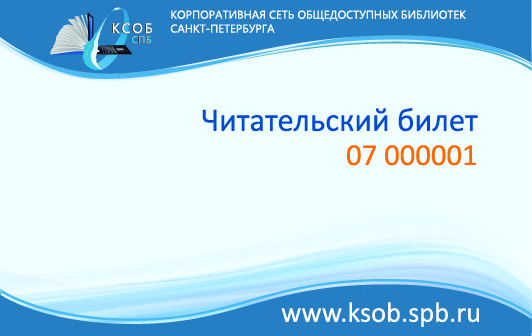 КСОБ
СПБ
КОРПОРАТИВНАЯ СЕТЬ ОБЩЕДОСТУПНЫХ БИБЛИОТЕК
САНКТ-ПЕТЕРБУРГА
Читательский билет
07 000001
www.ksob.spb.ru